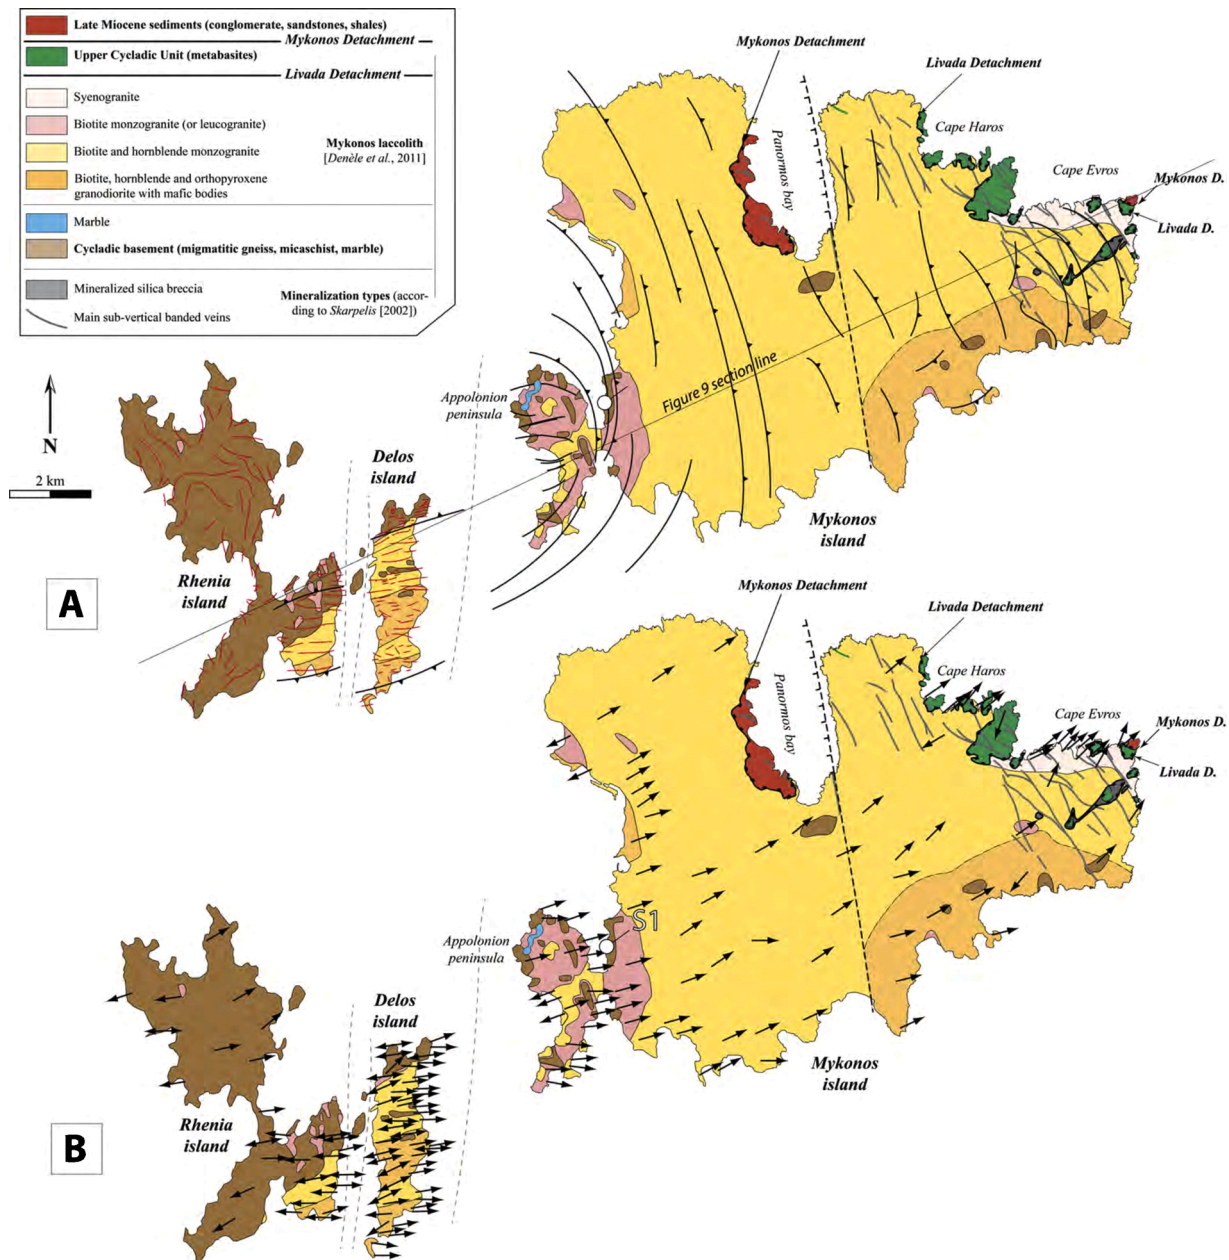 Late Miocene sediments (conglomerate, sandstones, shales)
Mykonos Detachment
Upper Cycladic Unit (metabasites)
Livada Detachment
Syenogranite
Biotite monzogranite (or leucogranite)
Biotite and hornblende monzogranite
Biotite, hornblende and orthopyroxene
granodiorite with mafic bodies
Mykonos laccolith
[Denèle et al., 2011]
Marble
Cycladic basement (migmatitic gneiss, micaschist, marble)
Mineralized silica breccia
Main sub-vertical banded veins
Mineralization types (accor-
ding to Skarpelis [2002])
Mykonos Detachment
Livada Detachment
Cape Haros
Panormos bay
Cape Evros
Mykonos D.
Livada D.
Figure 9 section line
Appolonion
peninsula
N
2 km
Delos
island
Mykonos
island
Rhenia
island
A
Mykonos Detachment
Livada Detachment
Cape Haros
Panormos bay
Cape Evros
Mykonos D.
Livada D.
S1
Appolonion
peninsula
Delos
island
Mykonos
island
Rhenia
island
B